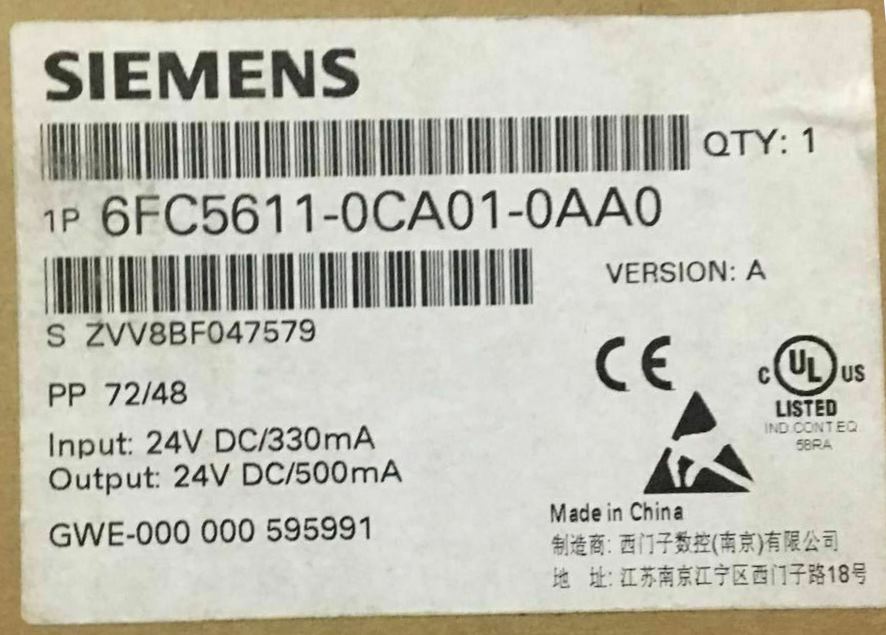 SIEMENS
QTY: 1
1P 6FC5611-0CA01-0AA0
VERSION: A
S ZVV8BF047579
PP 72/48
Input: 24V DC/330mA
Output: 24V DC/500mA
GWE-000 000 595991
CE
C UL US
LISTED
IND.CONT.EQ
58RA
Made in China
制造商: 西门子数控(南京)有限公司
地 址: 江苏南京江宁区西门子路18号